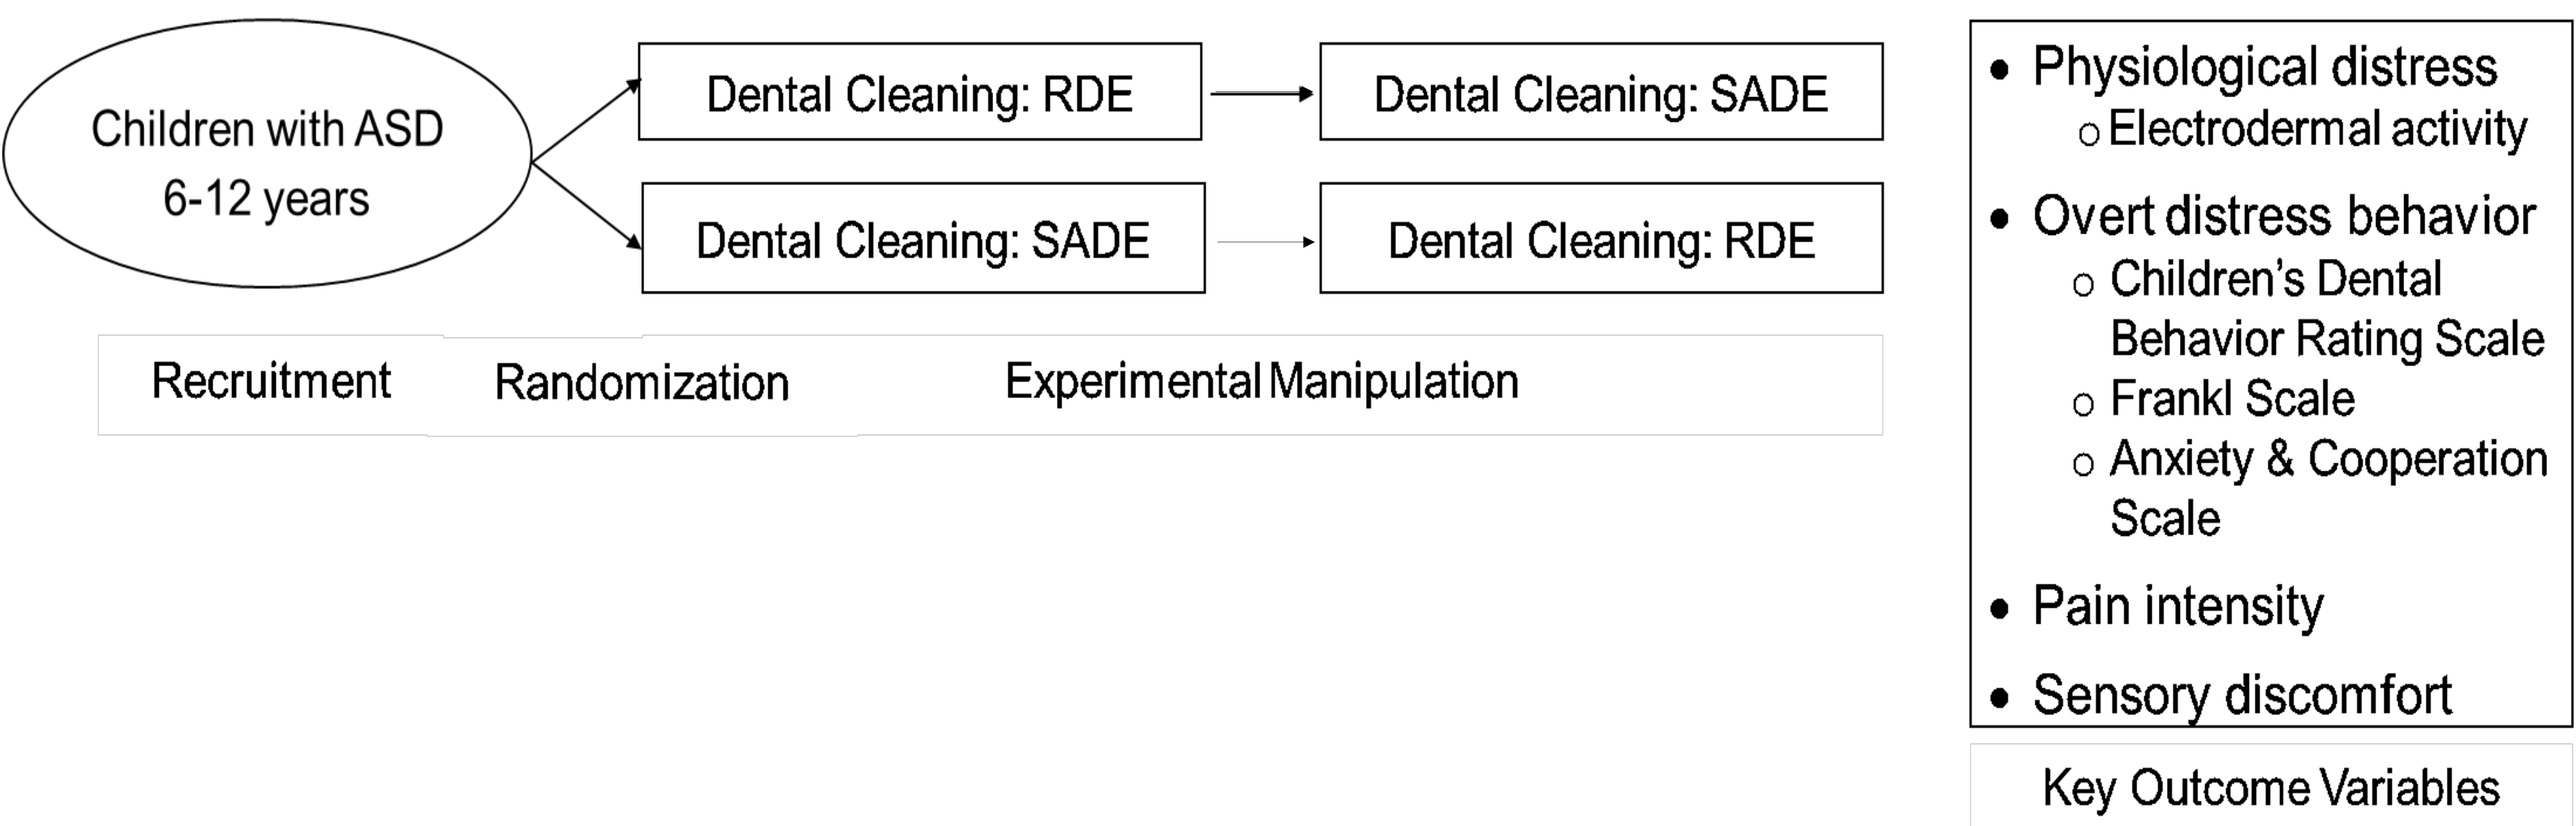 Children with ASD
6-12 years
Dental Cleaning: RDE
Dental Cleaning: SADE
Dental Cleaning: SADE
Dental Cleaning: RDE
Recruitment
Randomization
Experimental Manipulation
• Physiological distress
o Electrodermal activity
• Overt distress behavior
o Children's Dental
Behavior Rating Scale
o Frankl Scale
o Anxiety & Cooperation
Scale
• Pain intensity
• Sensory discomfort
Key Outcome Variables